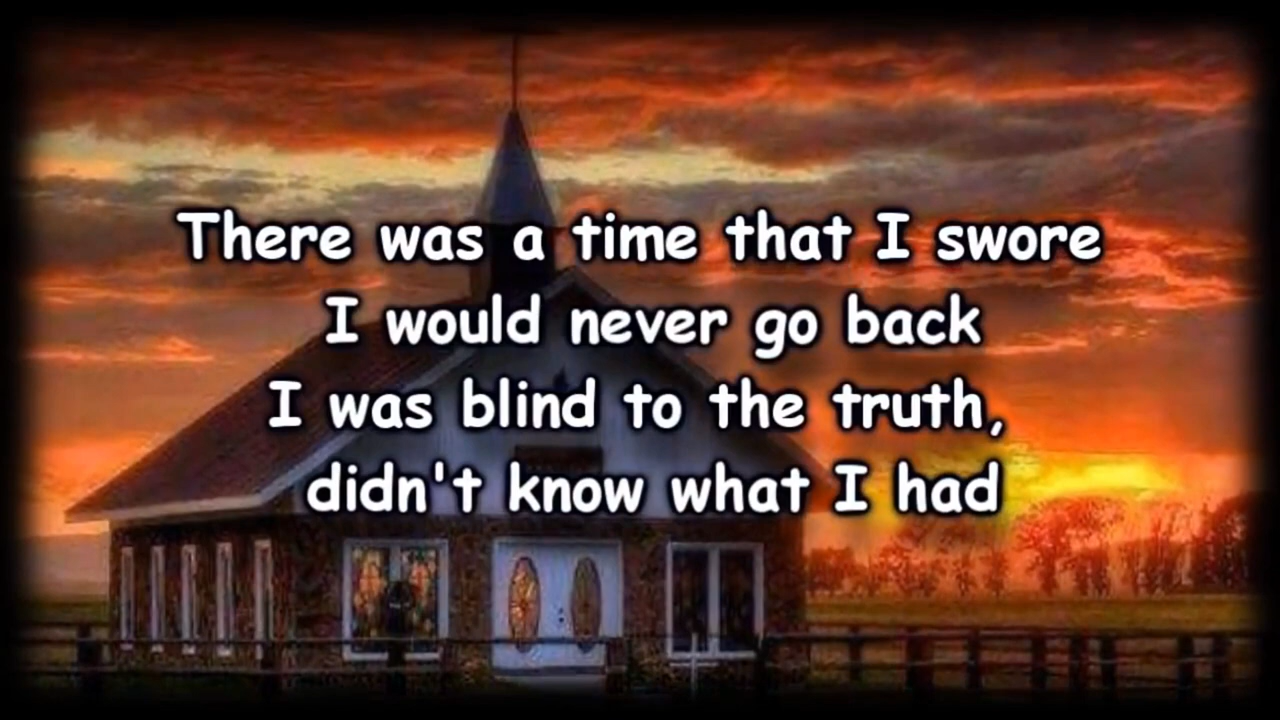 There was a time that I swore
I would never go back
I was blind to the truth,
didn't know what I had